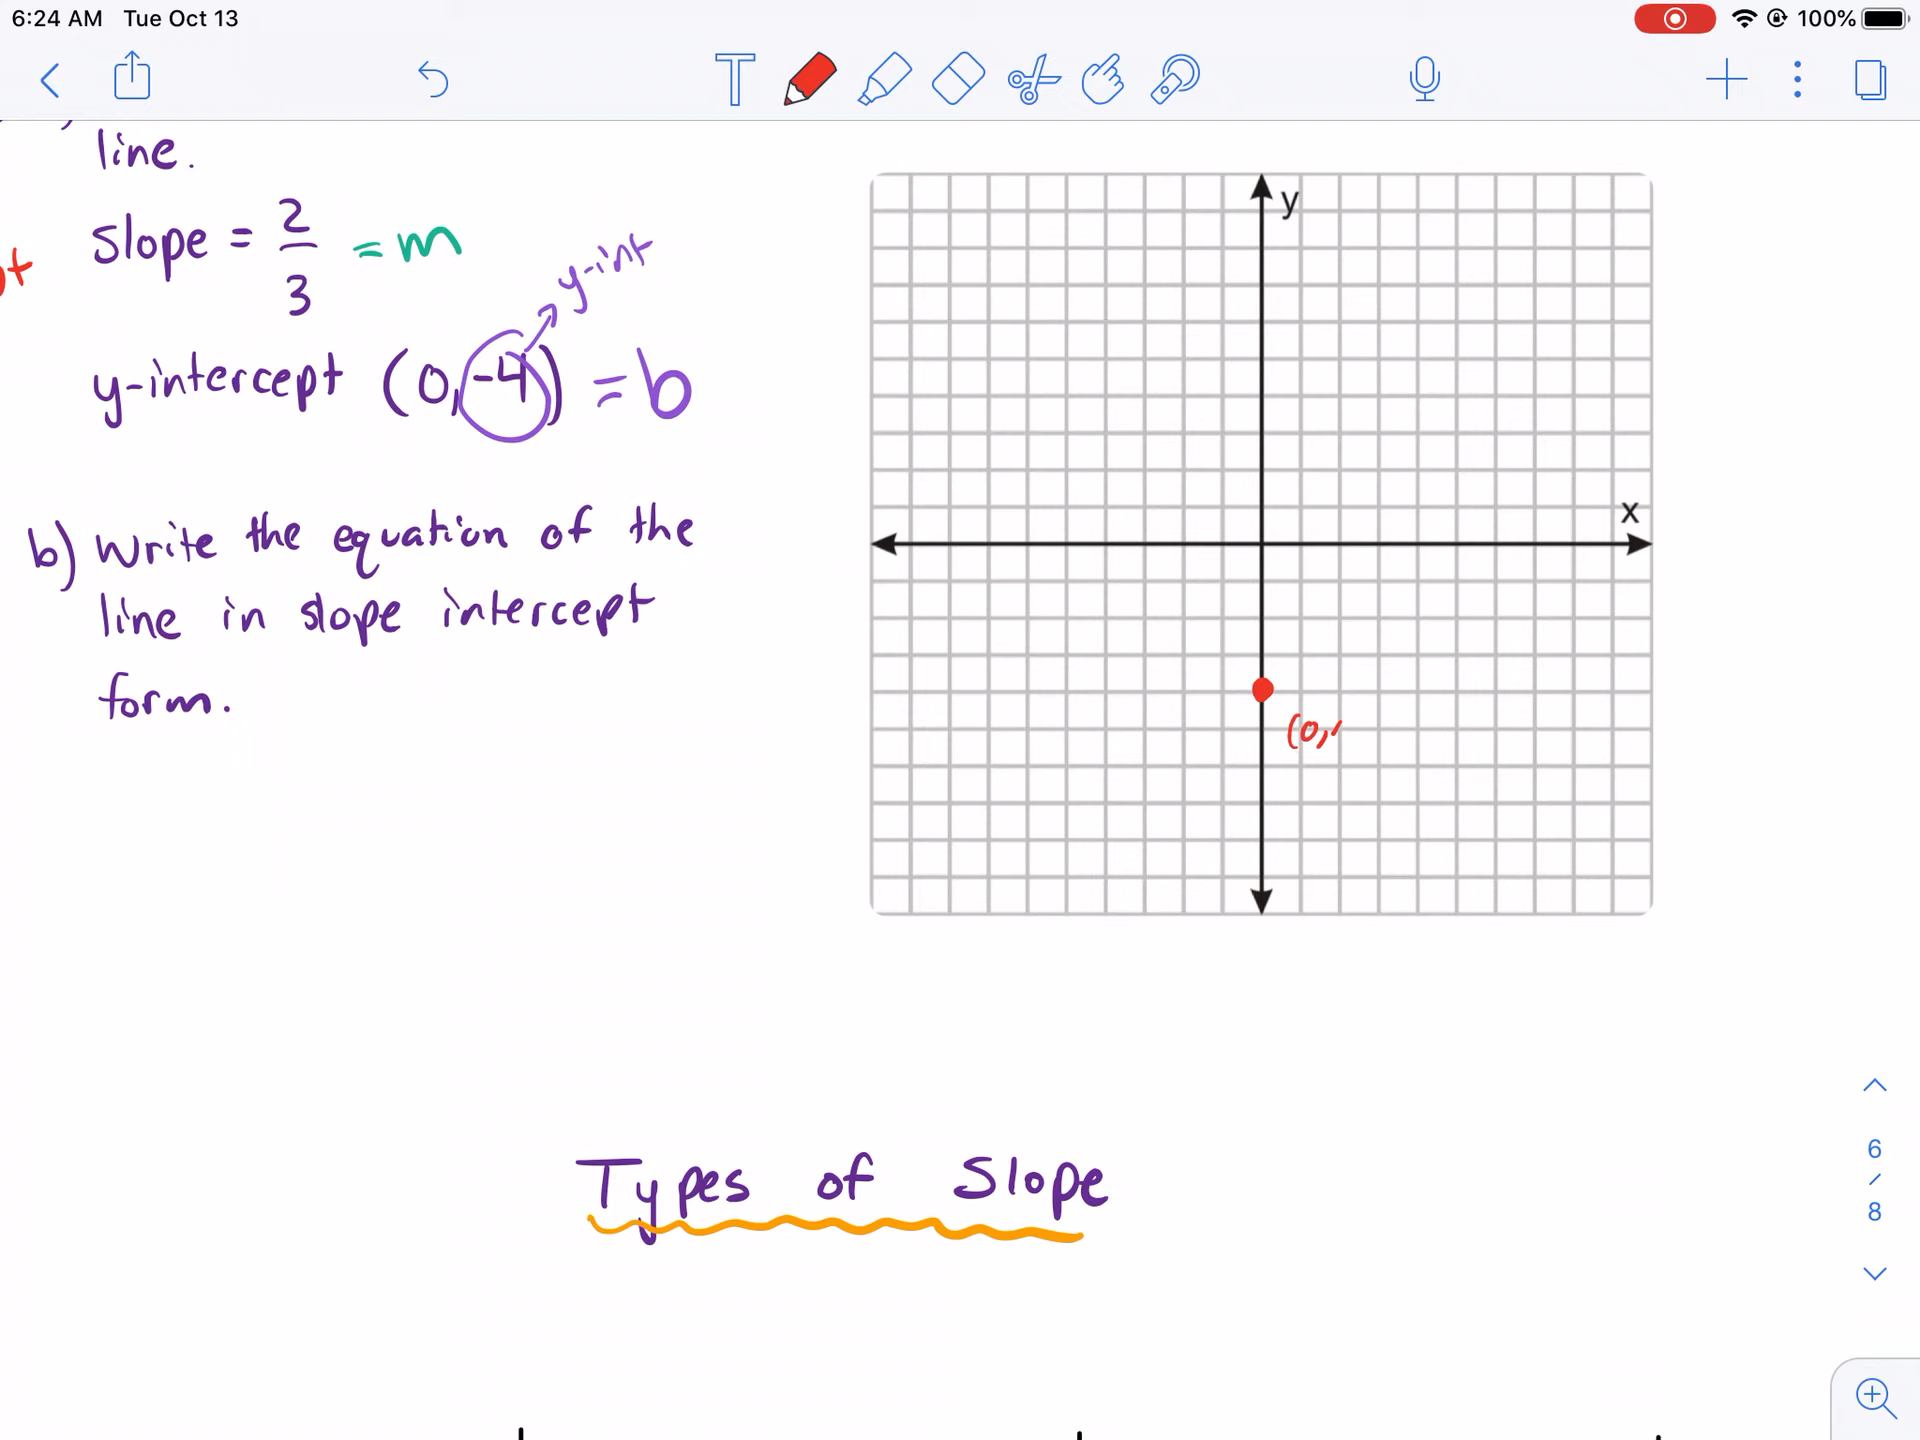 6:24 AM Tue Oct 13
100%
T
line.
slope = 2/3 = m
y-int
y-intercept (0, -4) = b
b) Write the equation of the
line in slope intercept
form.
y
x
(0,
Types of Slope
6
/
8